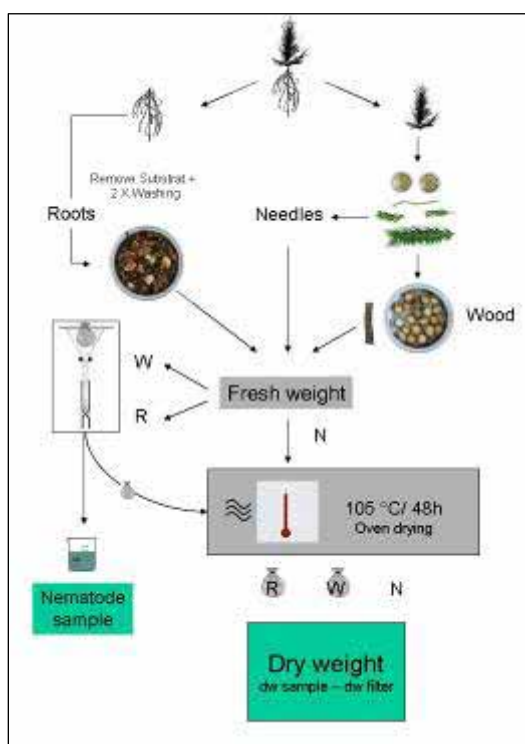 Remove Substrat +
2 X Washing
Roots
Needles
Wood
W
Fresh weight
R
N
105 °C/ 48h
Oven drying
R W N
Nematode
sample
Dry weight
dw sample – dw filter